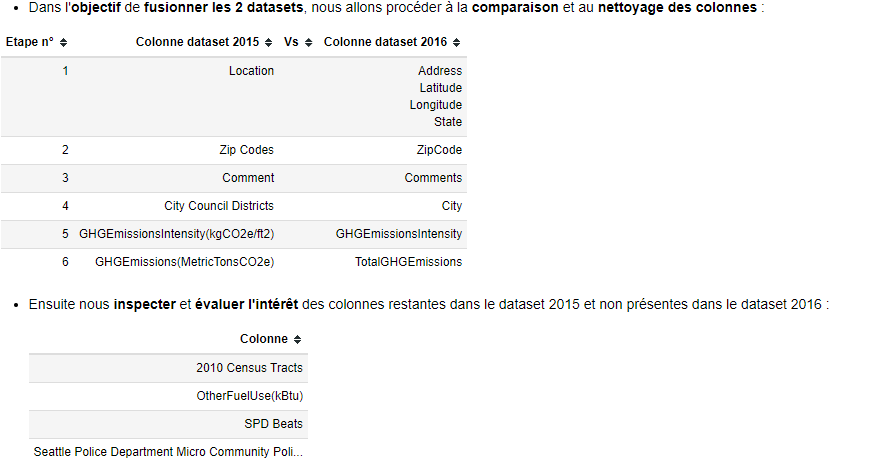 Dans l'objectif de fusionner les 2 datasets, nous allons procéder à la comparaison et au nettoyage des colonnes :
Etape n° Colonne dataset 2015 Vs Colonne dataset 2016
1 Location Address
Latitude
Longitude
State
2 Zip Codes ZipCode
3 Comment Comments
4 City Council Districts City
5 GHGEmissionsIntensity(kgCO2e/ft2) GHGEmissionsIntensity
6 GHGEmissions(MetricTonsCO2e) TotalGHGEmissions
Ensuite nous inspecter et évaluer l'intérêt des colonnes restantes dans le dataset 2015 et non présentes dans le dataset 2016 :
Colonne
2010 Census Tracts
OtherFuelUse(kBtu)
SPD Beats
Seattle Police Department Micro Community Poli...